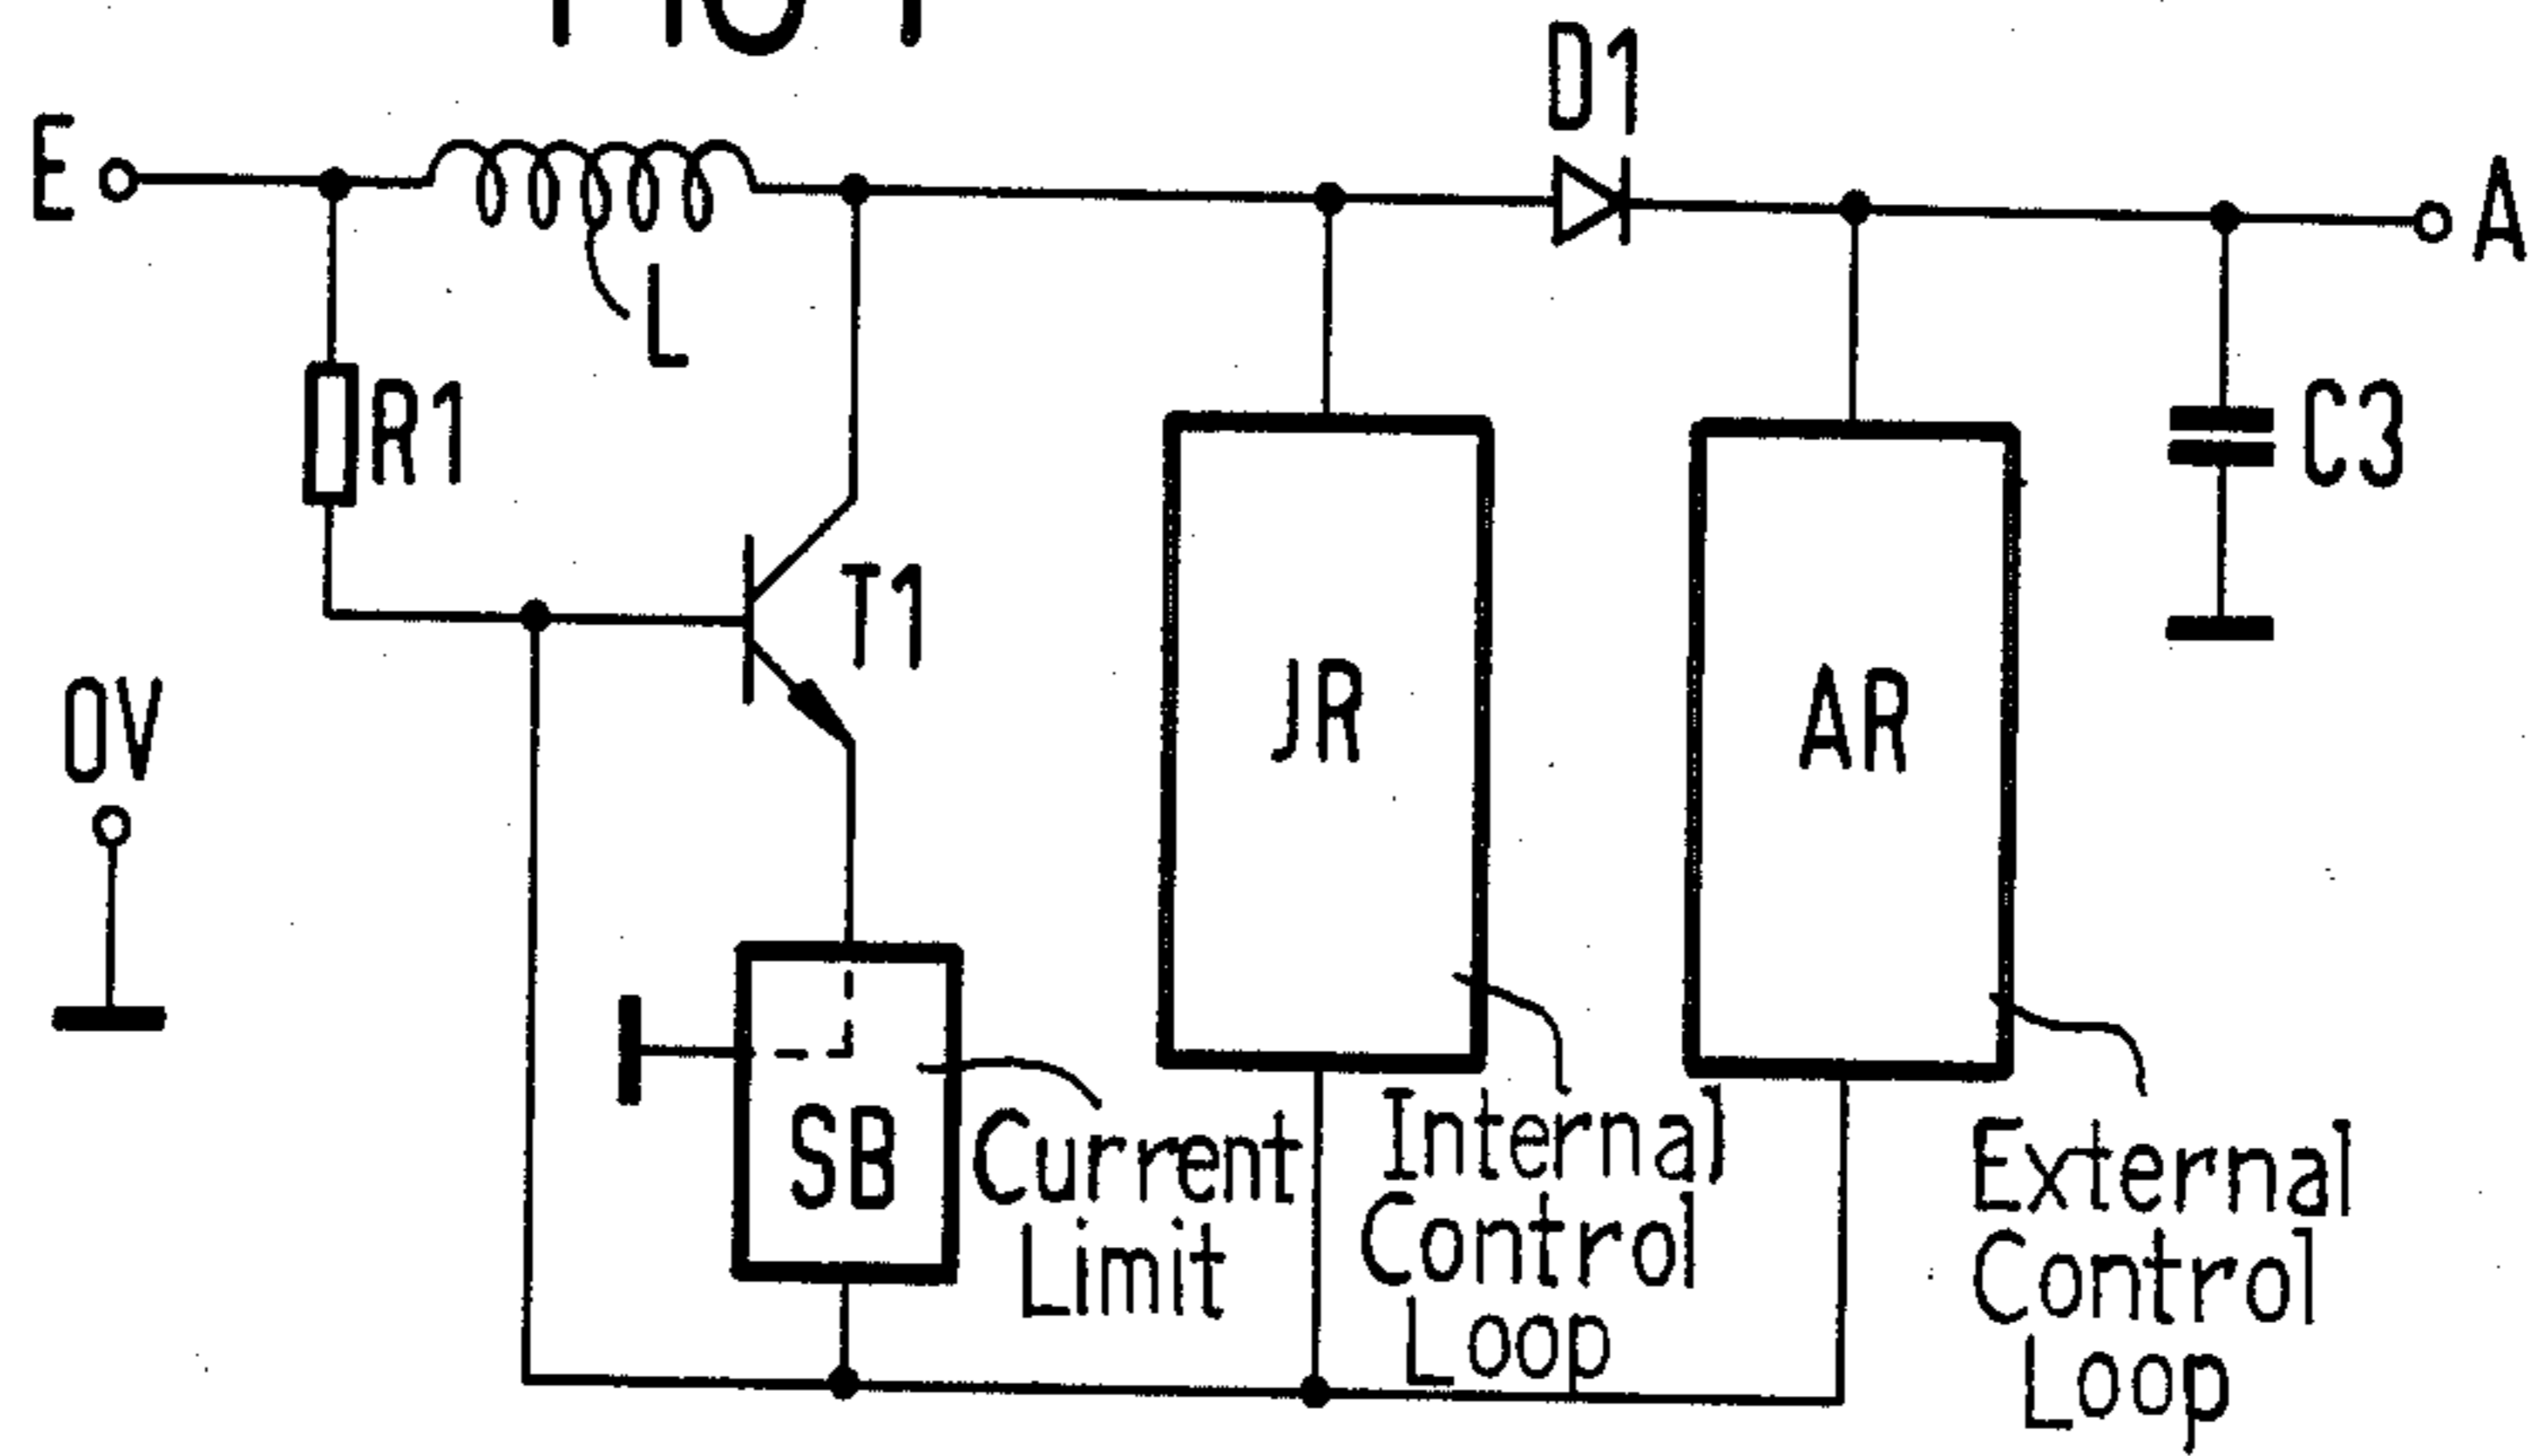 D1
E
A
L
R1
C3
T1
0V
JR
AR
SB
Current
Limit
Internal
Control
Loop
External
Control
Loop